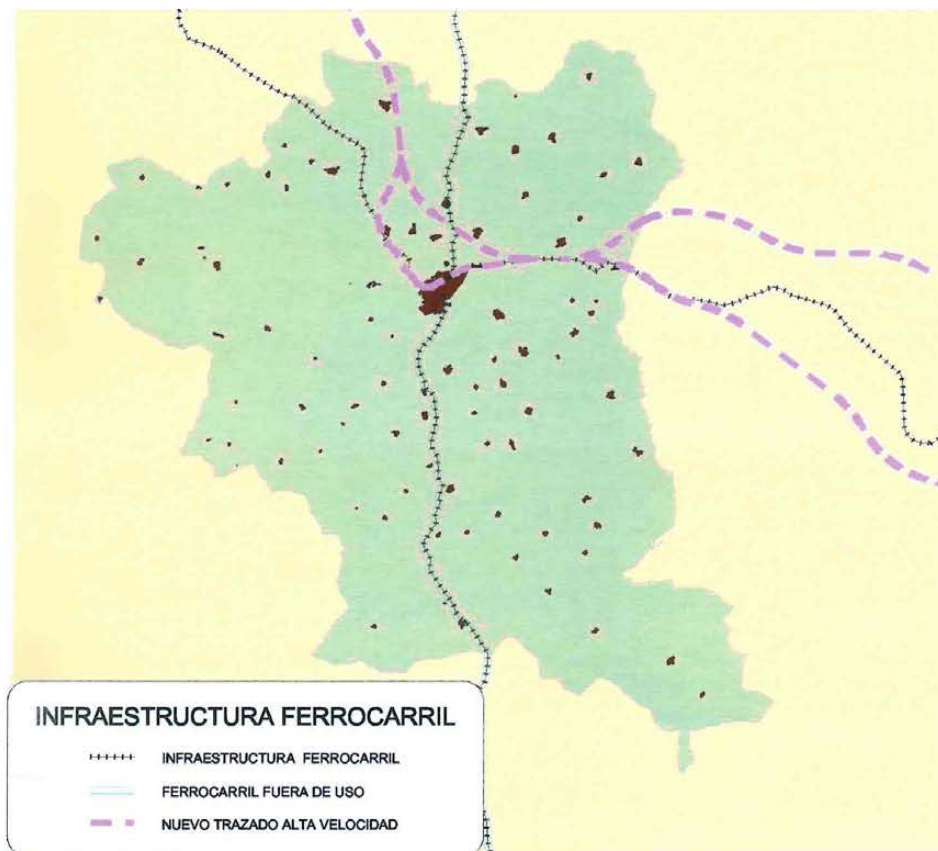 INFRAESTRUCTURA FERROCARRIL
INFRAESTRUCTURA FERROCARRIL
FERROCARRIL FUERA DE USO
NUEVO TRAZADO ALTA VELOCIDAD